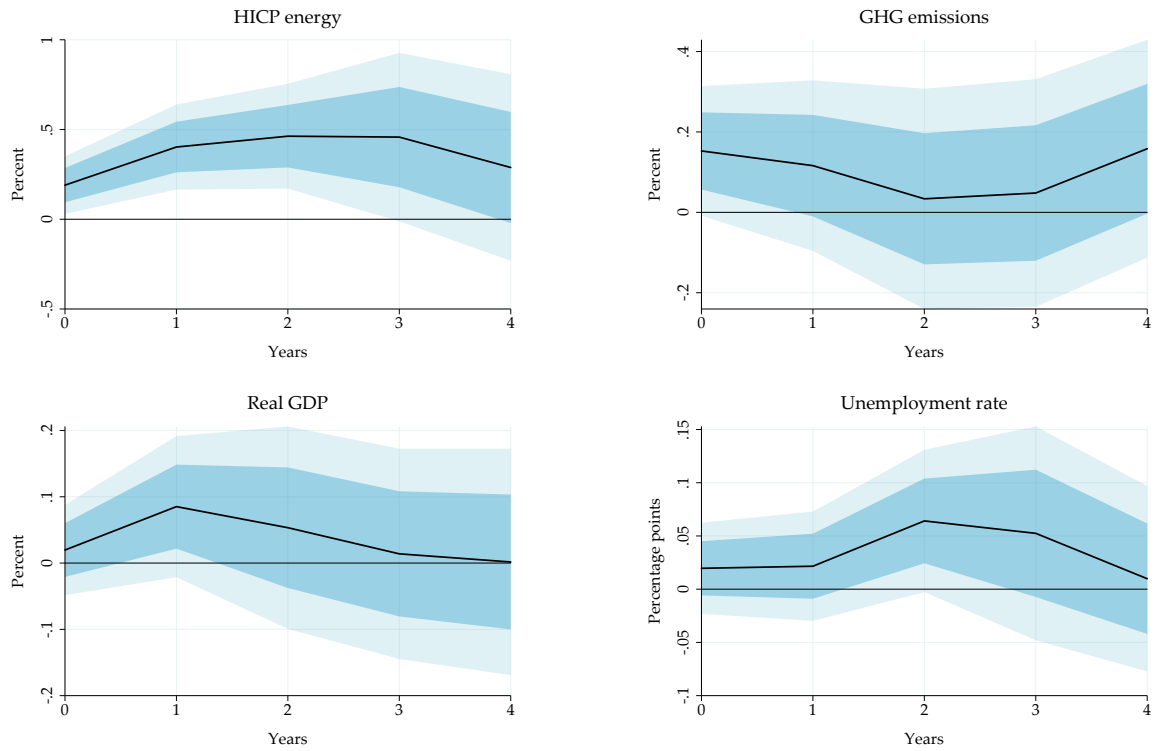 HICP energy
Percent
1
.5
0
-.5
0 1 2 3 4
Years
GHG emissions
Percent
.4
.2
0
-.2
0 1 2 3 4
Years
Real GDP
Percent
.2
.1
0
-.1
-.2
0 1 2 3 4
Years
Unemployment rate
Percentage points
.15
.1
.05
0
-.05
-.1
0 1 2 3 4
Years